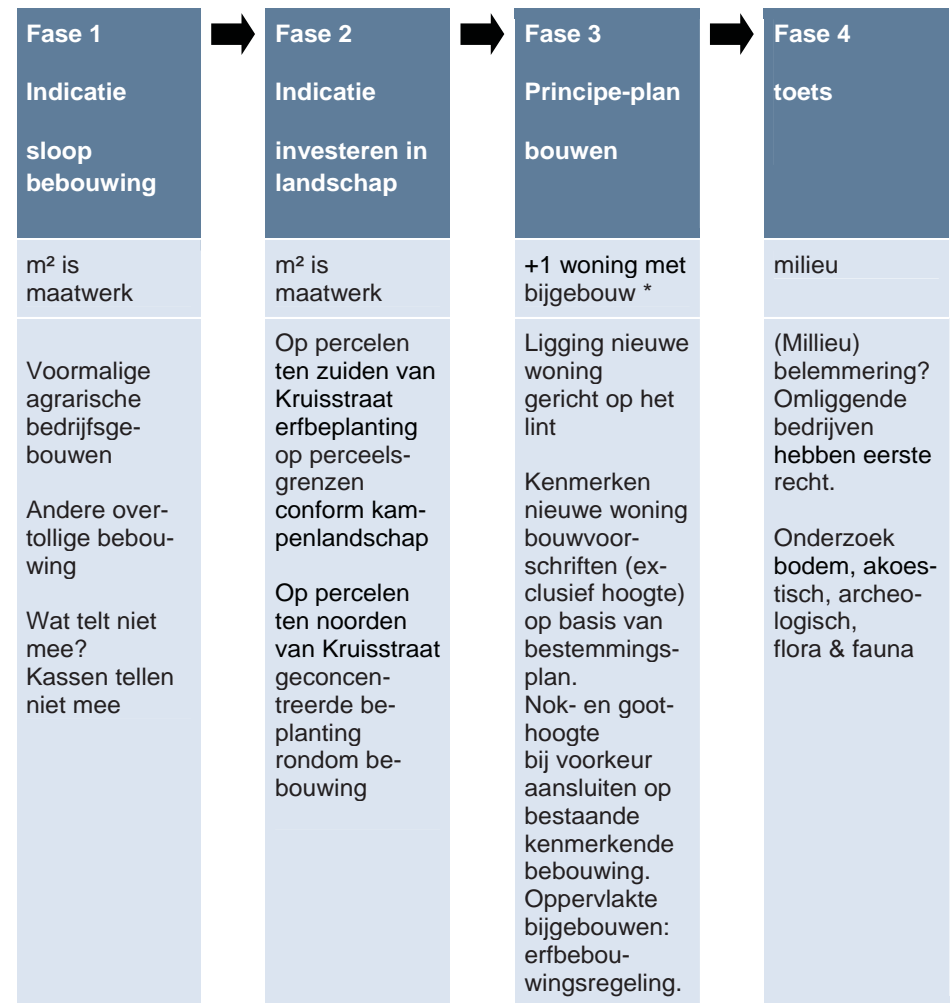 Fase 1
Indicatie
sloop
bebouwing
m² is
maatwerk
Voormalige
agrarische
bedrijfsge-
bouwen
Andere over-
tollige bebou-
wing
Wat telt niet
mee?
Kassen tellen
niet mee
Fase 2
Indicatie
investeren in
landschap
m² is
maatwerk
Op percelen
ten zuiden van
Kruisstraat
erfbeplanting
op perceels-
grenzen
conform kam-
penlandschap
Op percelen
ten noorden
van Kruisstraat
geconcen-
treerde be-
planting
rondom be-
bouwing
Fase 3
Principe-plan
bouwen
+1 woning met
bijgebouw *
Ligging nieuwe
woning
gericht op het
lint
Kenmerken
nieuwe woning
bouwvoor-
schriften (ex-
clusief hoogte)
op basis van
bestemmings-
plan.
Nok- en goot-
hoogte
bij voorkeur
aansluiten op
bestaande
kenmerkende
bebouwing.
Oppervlakte
bijgebouwen:
erfbebou-
wingsregeling.
Fase 4
toets
milieu
(Millieu)
belemmering?
Omliggende
bedrijven
hebben eerste
recht.
Onderzoek
bodem, akoes-
tisch, archeo-
logisch,
flora & fauna